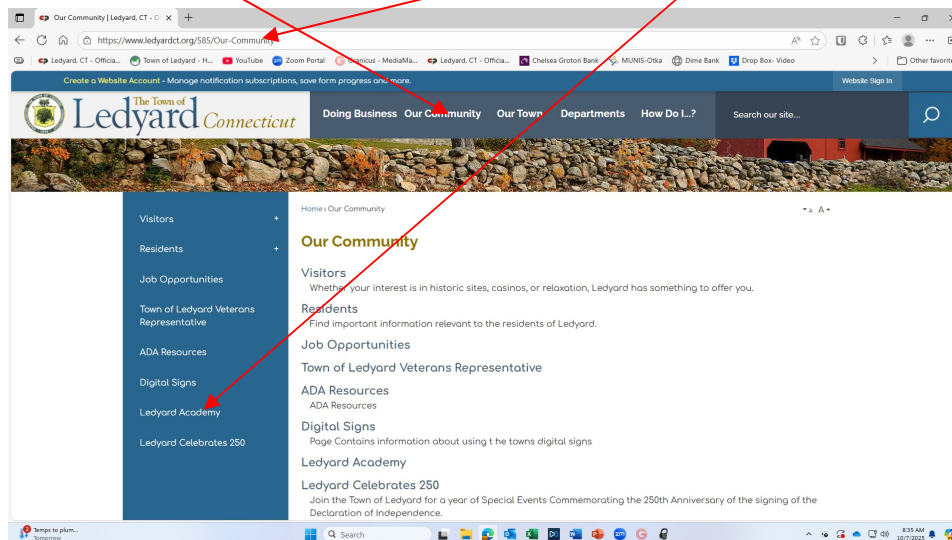 Our Community | Ledyard, CT - O
https://www.ledyardct.org/585/Our-Community
Ledyard, CT - Officia... Town of Ledyard - H... YouTube Zoom Portal Granicus - MediaMa... Ledyard, CT - Officia... Chelsea Groton Bank MUNIS-Otka Dime Bank Drop Box- Video Other favorite
Create a Website Account - Manage notification subscriptions, save form progress and more. Website Sign In
The Town of
Ledyard Connecticut
Doing Business Our Community Our Town Departments How Do I...? Search our site...
Visitors +
Residents +
Job Opportunities
Town of Ledyard Veterans
Representative
ADA Resources
Digital Signs
Ledyard Academy
Ledyard Celebrates 250
Home › Our Community
A A
Our Community
Visitors
Whether your interest is in historic sites, casinos, or relaxation, Ledyard has something to offer you.
Residents
Find important information relevant to the residents of Ledyard.
Job Opportunities
Town of Ledyard Veterans Representative
ADA Resources
ADA Resources
Digital Signs
Page Contains information about using t he towns digital signs
Ledyard Academy
Ledyard Celebrates 250
Join the Town of Ledyard for a year of Special Events Commemorating the 250th Anniversary of the signing of the
Declaration of Independence.
Temps to plum...
Tomorrow
Search
8:35 AM
10/7/2025